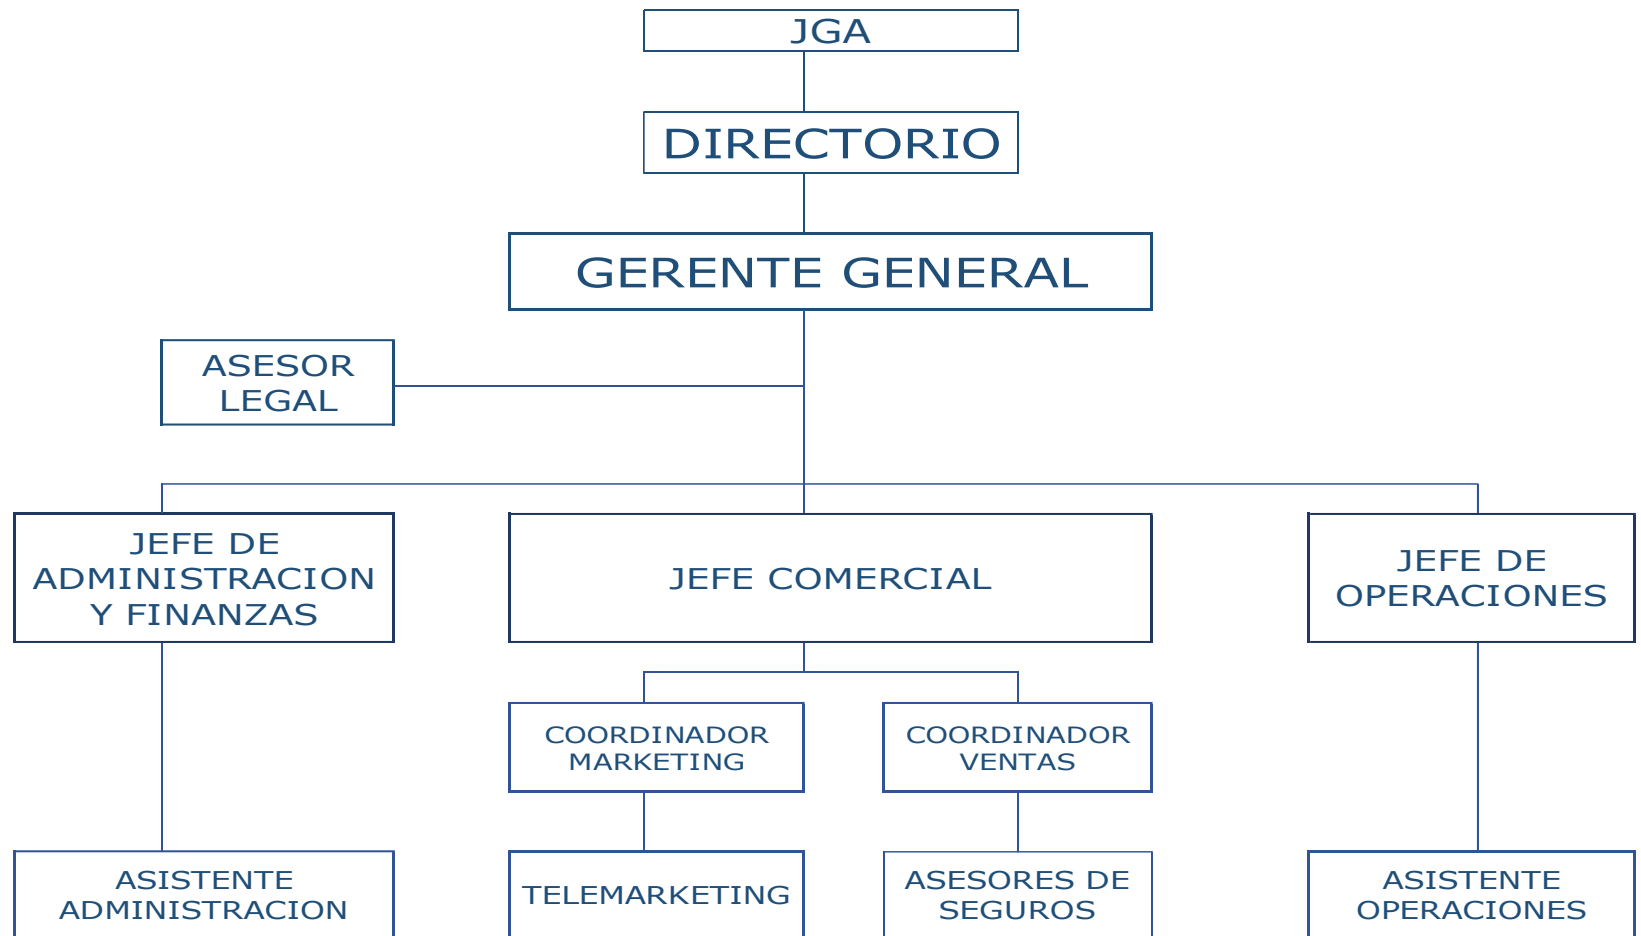 JGA
DIRECTORIO
GERENTE GENERAL
ASESOR
LEGAL
JEFE DE
ADMINISTRACION
Y FINANZAS
JEFE COMERCIAL
JEFE DE
OPERACIONES
COORDINADOR
MARKETING
COORDINADOR
VENTAS
ASISTENTE
ADMINISTRACION
TELEMARKETING
ASESORES DE
SEGUROS
ASISTENTE
OPERACIONES